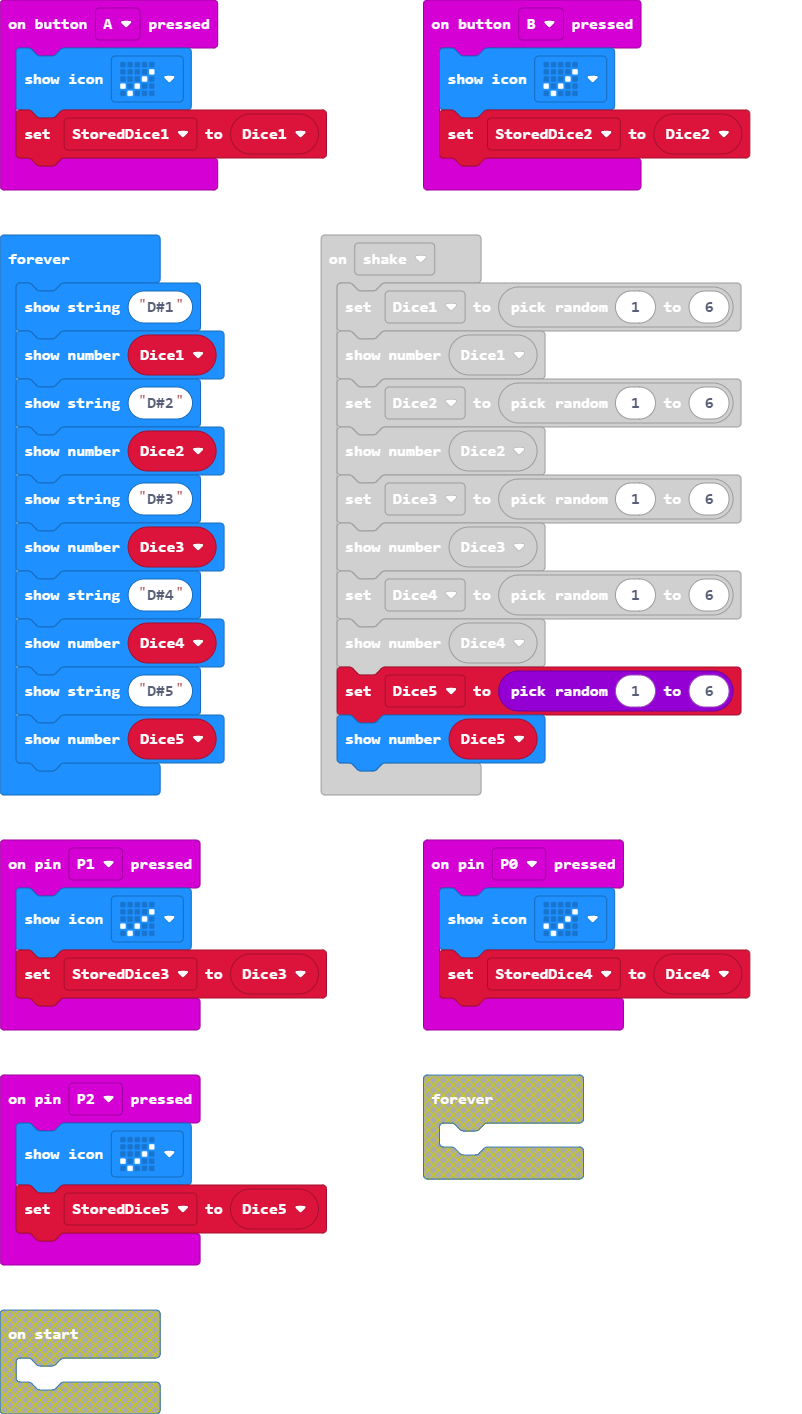 on button A pressed
show icon
set StoredDice1 to Dice1
on button B pressed
show icon
set StoredDice2 to Dice2
forever
show string "D#1"
show number Dice1
show string "D#2"
show number Dice2
show string "D#3"
show number Dice3
show string "D#4"
show number Dice4
show string "D#5"
show number Dice5
on shake
set Dice1 to pick random 1 to 6
show number Dice1
set Dice2 to pick random 1 to 6
show number Dice2
set Dice3 to pick random 1 to 6
show number Dice3
set Dice4 to pick random 1 to 6
show number Dice4
set Dice5 to pick random 1 to 6
show number Dice5
on pin P1 pressed
show icon
set StoredDice3 to Dice3
on pin P0 pressed
show icon
set StoredDice4 to Dice4
on pin P2 pressed
show icon
set StoredDice5 to Dice5
forever
on start